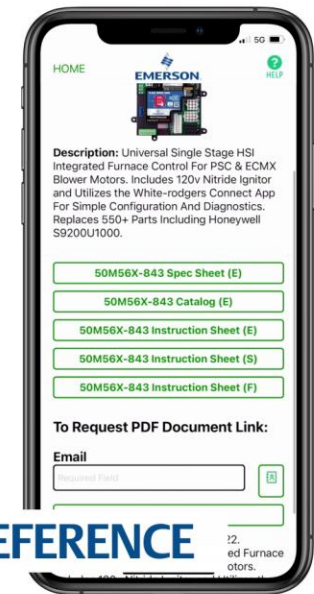 5G
HOME
EMERSON
HELP
Description: Universal Single Stage HSI
Integrated Furnace Control For PSC & ECMX
Blower Motors. Includes 120v Nitride Ignitor
and Utilizes the White-rodgers Connect App
For Simple Configuration And Diagnostics.
Replaces 550+ Parts Including Honeywell
S9200U1000.
50M56X-843 Spec Sheet (E)
50M56X-843 Catalog (E)
50M56X-843 Instruction Sheet (E)
50M56X-843 Instruction Sheet (S)
50M56X-843 Instruction Sheet (F)
To Request PDF Document Link:
Email
Required Field
EFERENCE
22.
ed Furnace
otors.